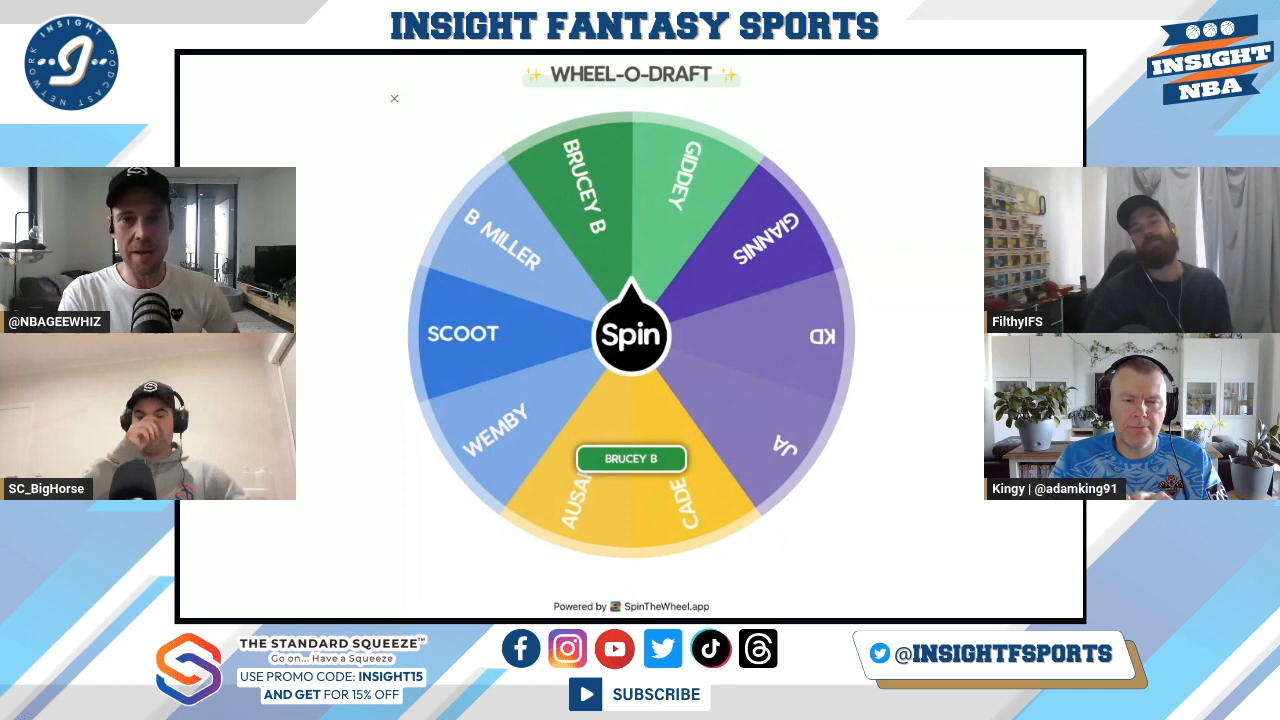 INSIGHT FANTASY SPORTS
INSIGHT
PODCAST NETWORK
INSIGHT
NBA
✨ WHEEL-O-DRAFT ✨
×
BRUCEY B
GIDDEY
GIANNIS
KD
JA
CADE
AUSA
WEMBY
SCOOT
B MILLER
Spin
BRUCEY B
Powered by SpinTheWheel.app
@NBAGEEWHIZ
SC_BigHorse
FilthyIFS
Kingy | @adamking91
THE STANDARD SQUEEZE™
Go on... Have a Squeeze
USE PROMO CODE: INSIGHT15
AND GET FOR 15% OFF
SUBSCRIBE
@INSIGHTFSPORTS